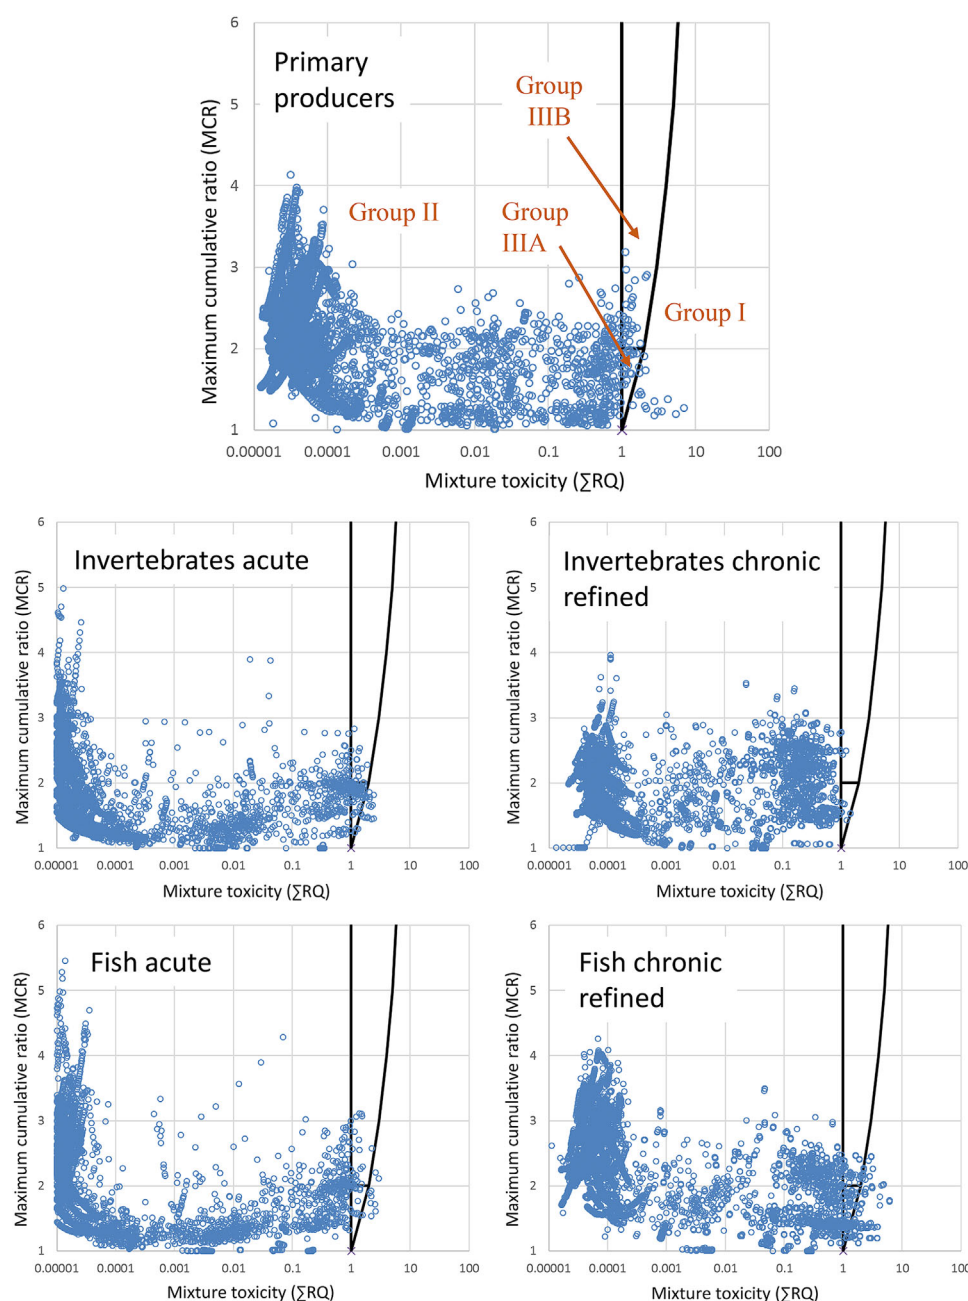 6
5
4
3
2
1
Maximum cumulative ratio (MCR)
Primary
producers
Group
IIIB
Group II
Group
IIIA
Group I
0.00001 0.0001 0.001 0.01 0.1 1 10 100
Mixture toxicity (∑RQ)
6
5
4
3
2
1
Maximum cumulative ratio (MCR)
Invertebrates acute
0.00001 0.0001 0.001 0.01 0.1 1 10 100
Mixture toxicity (∑RQ)
6
5
4
3
2
1
Maximum cumulative ratio (MCR)
Invertebrates chronic
refined
0.00001 0.0001 0.001 0.01 0.1 1 10 100
Mixture toxicity (∑RQ)
6
5
4
3
2
1
Maximum cumulative ratio (MCR)
Fish acute
0.00001 0.0001 0.001 0.01 0.1 1 10 100
Mixture toxicity (∑RQ)
6
5
4
3
2
1
Maximum cumulative ratio (MCR)
Fish chronic
refined
0.00001 0.0001 0.001 0.01 0.1 1 10 100
Mixture toxicity (∑RQ)